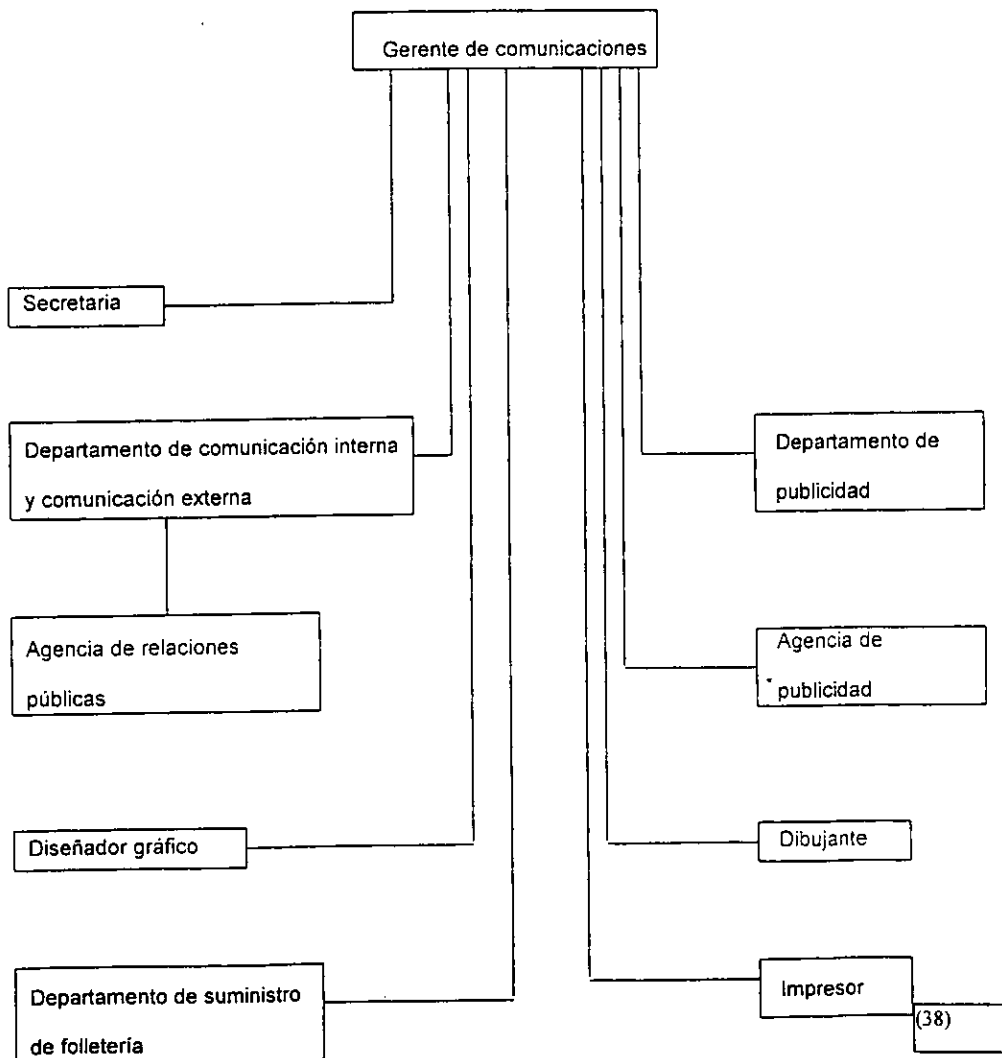 Gerente de comunicaciones
Secretaria
Departamento de comunicación interna
y comunicación externa
Agencia de relaciones
públicas
Diseñador gráfico
Departamento de suministro
de folletería
Departamento de
publicidad
Agencia de
publicidad
Dibujante
Impresor
(38)